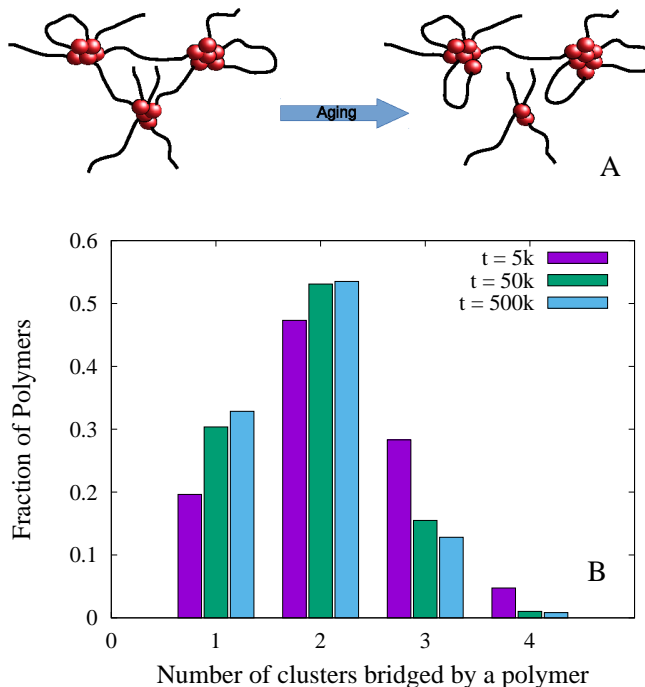 Aging
A
0.6
t = 5k
t = 50k
t = 500k
0.5
0.4
0.3
0.2
0.1
0
B
0
1
2
3
4
Fraction of Polymers
Number of clusters bridged by a polymer